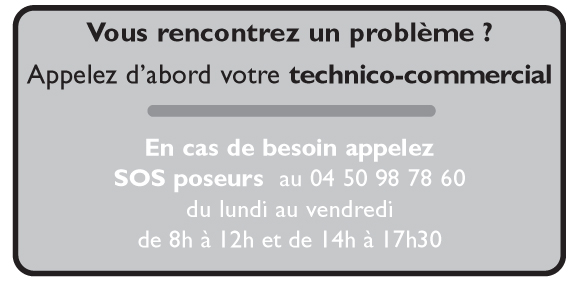 Vous rencontrez un problème ?
Appelez d’abord votre technico-commercial
En cas de besoin appelez
SOS poseurs au 04 50 98 78 60
du lundi au vendredi
de 8h à 12h et de 14h à 17h30